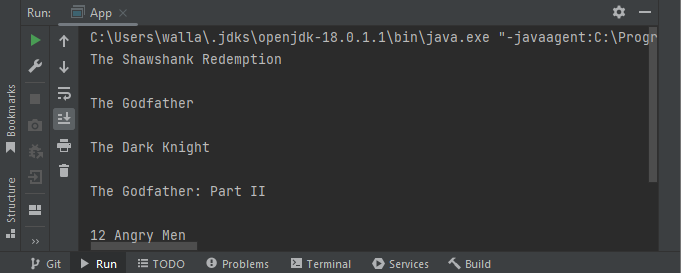 Run: App
C:\Users\walla\.jdks\openjdk-18.0.1.1\bin\java.exe "-javaagent:C:\Progr
The Shawshank Redemption
The Godfather
The Dark Knight
The Godfather: Part II
12 Angry Men
Bookmarks
Structure
Git Run TODO Problems Terminal Services Build